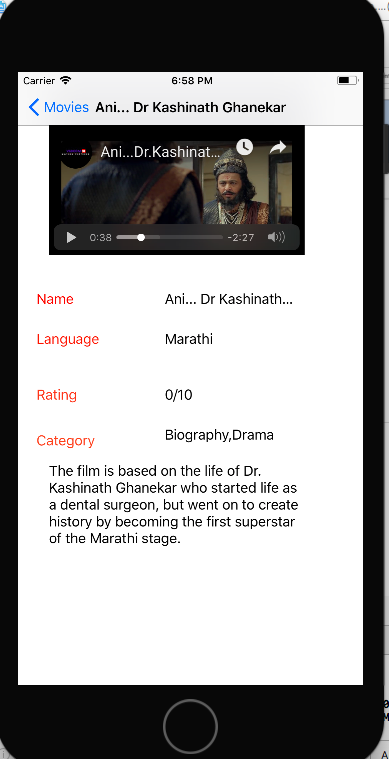 Carrier 6:58 PM
Movies Ani... Dr Kashinath Ghanekar
Ani...Dr.Kashinat...
0:38 -2:27
Name Ani... Dr Kashinath...
Language Marathi
Rating 0/10
Category Biography,Drama
The film is based on the life of Dr.
Kashinath Ghanekar who started life as
a dental surgeon, but went on to create
history by becoming the first superstar
of the Marathi stage.